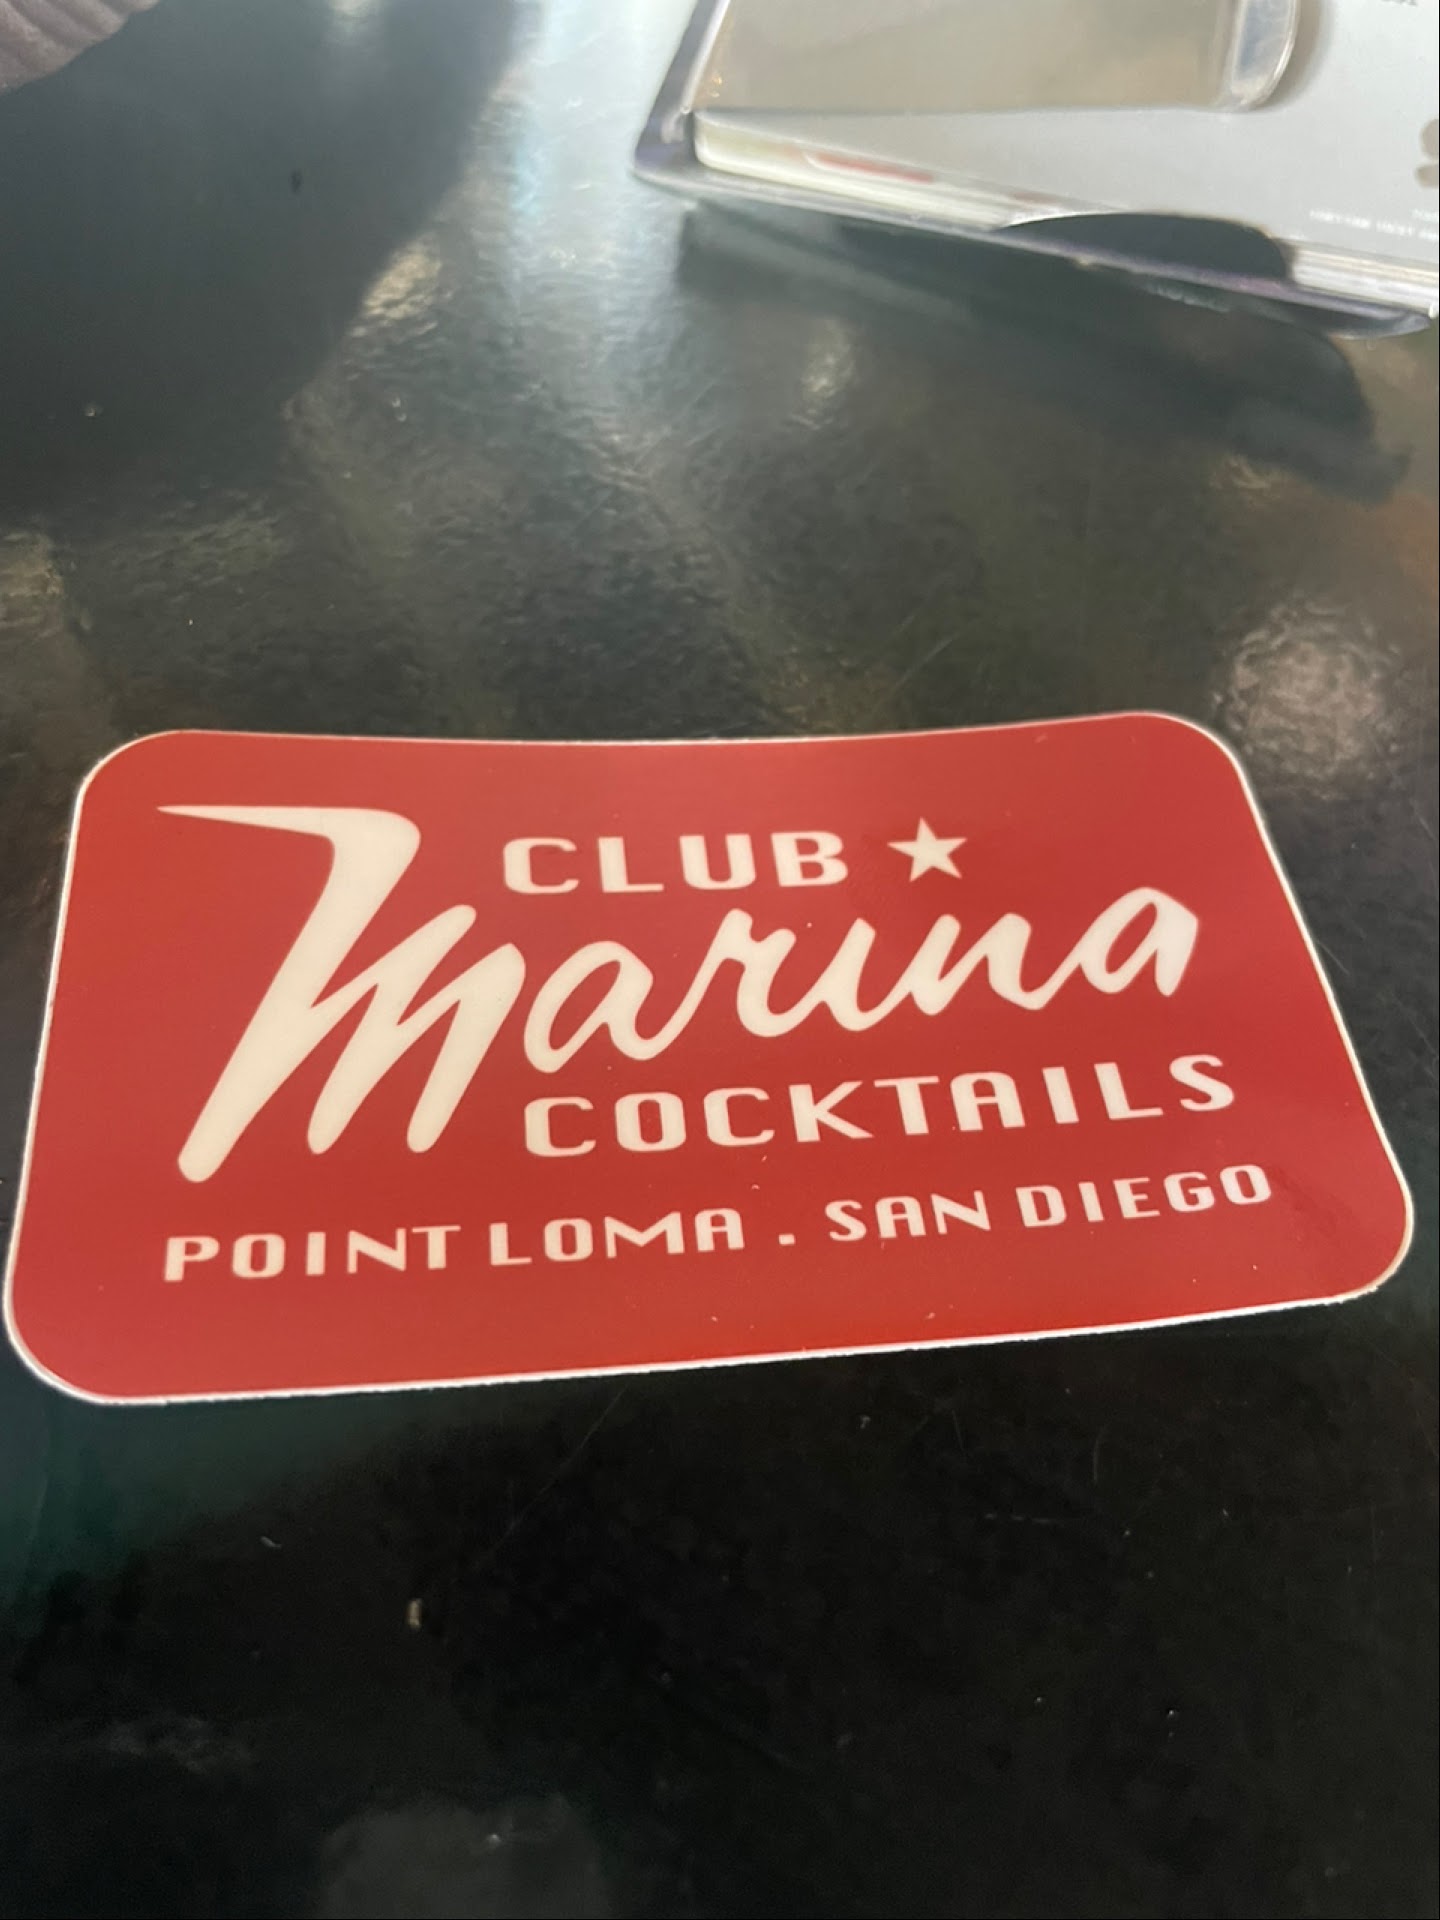 CLUB ★
Marina
COCKTAILS
POINT LOMA . SAN DIEGO